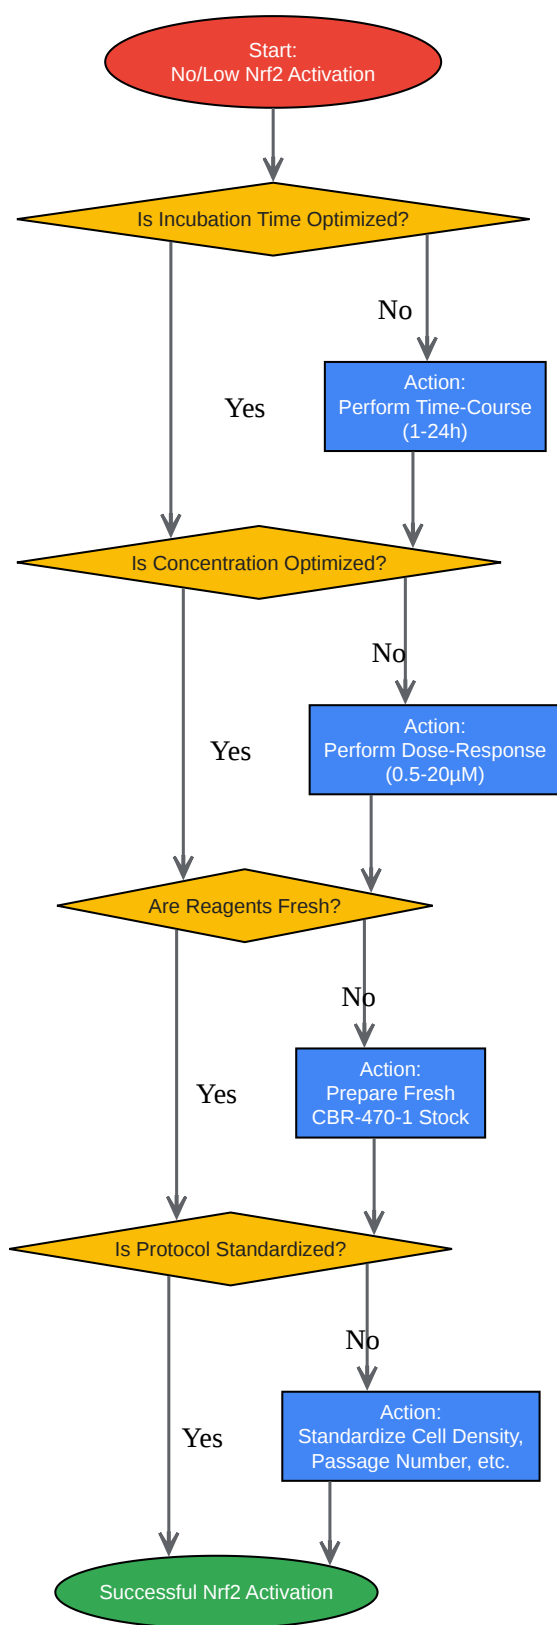 Start:
No/Low Nrf2 Activation
Is Incubation Time Optimized?
No
Action:
Perform Time-Course
(1-24h)
Yes
Is Concentration Optimized?
No
Action:
Perform Dose-Response
(0.5-20µM)
Yes
Are Reagents Fresh?
No
Action:
Prepare Fresh
CBR-470-1 Stock
Yes
Is Protocol Standardized?
No
Action:
Standardize Cell Density,
Passage Number, etc.
Yes
Successful Nrf2 Activation